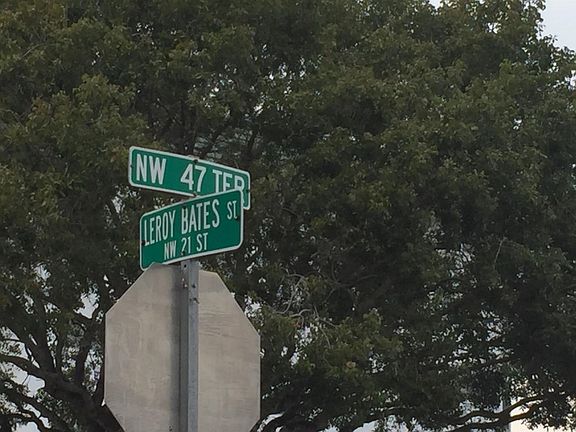 NW 47 TER
LEROY BATES ST
NW 21 ST